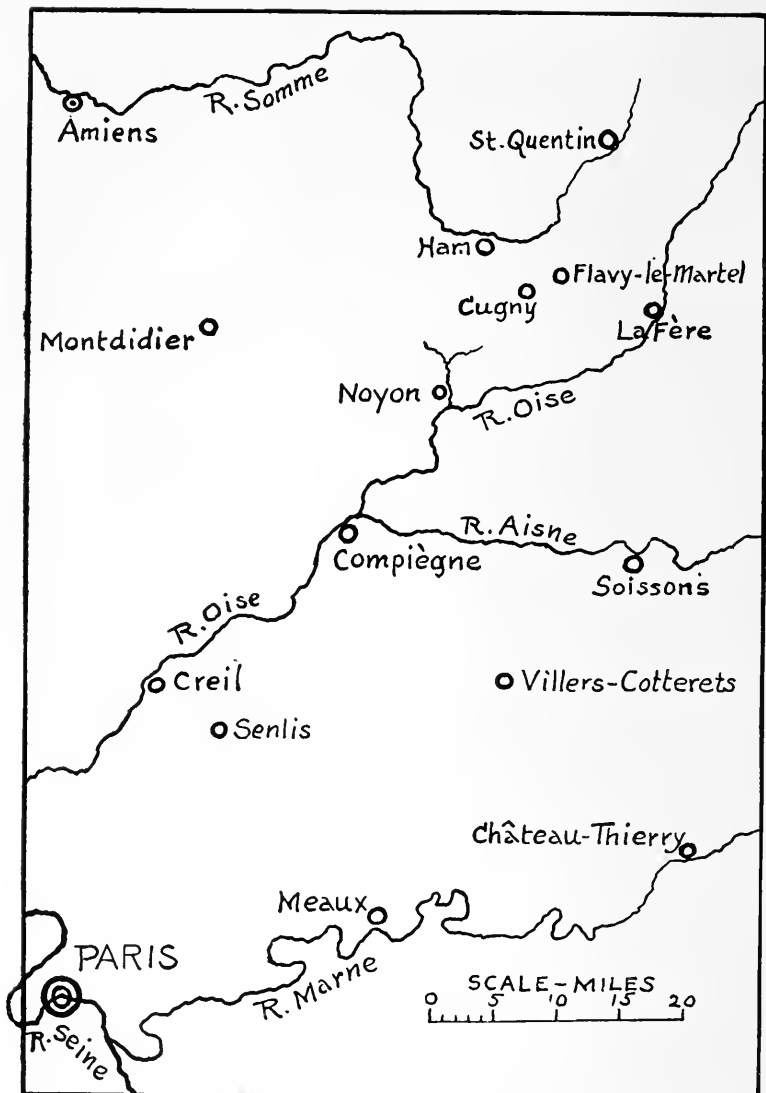 R. Somme
Amiens
St. Quentin
Ham
Flavy-le-Martel
Cugny
La Fère
Montdidier
Noyon
R. Oise
R. Aisne
Compiègne
Soissons
R. Oise
Creil
Villers-Cotterets
Senlis
Château-Thierry
Meaux
PARIS
R. Marne
SCALE-MILES
0 5 10 15 20
R. Seine